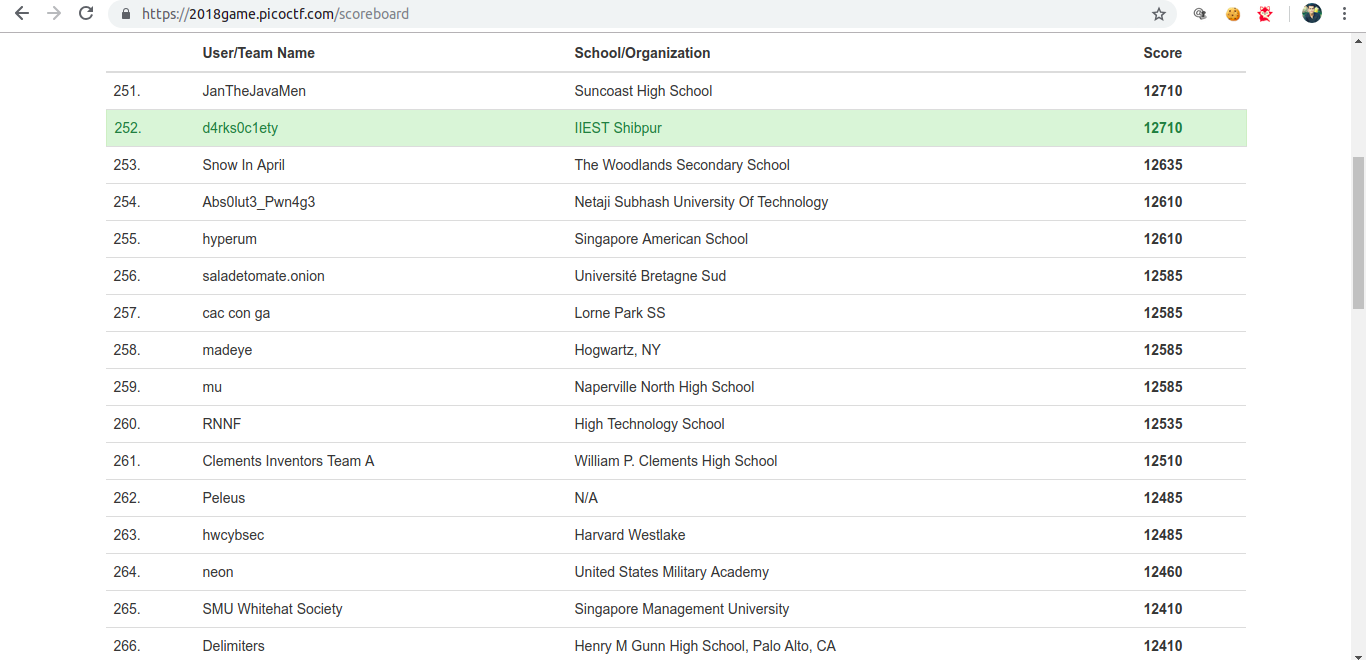 https://2018game.picoctf.com/scoreboard
User/Team Name School/Organization Score
251. JanTheJavaMen Suncoast High School 12710
252. d4rks0c1ety IIEST Shibpur 12710
253. Snow In April The Woodlands Secondary School 12635
254. Abs0lut3_Pwn4g3 Netaji Subhash University Of Technology 12610
255. hyperum Singapore American School 12610
256. saladetomate.onion Université Bretagne Sud 12585
257. cac con ga Lorne Park SS 12585
258. madeye Hogwartz, NY 12585
259. mu Naperville North High School 12585
260. RNNF High Technology School 12535
261. Clements Inventors Team A William P. Clements High School 12510
262. Peleus N/A 12485
263. hwcybsec Harvard Westlake 12485
264. neon United States Military Academy 12460
265. SMU Whitehat Society Singapore Management University 12410
266. Delimiters Henry M Gunn High School, Palo Alto, CA 12410